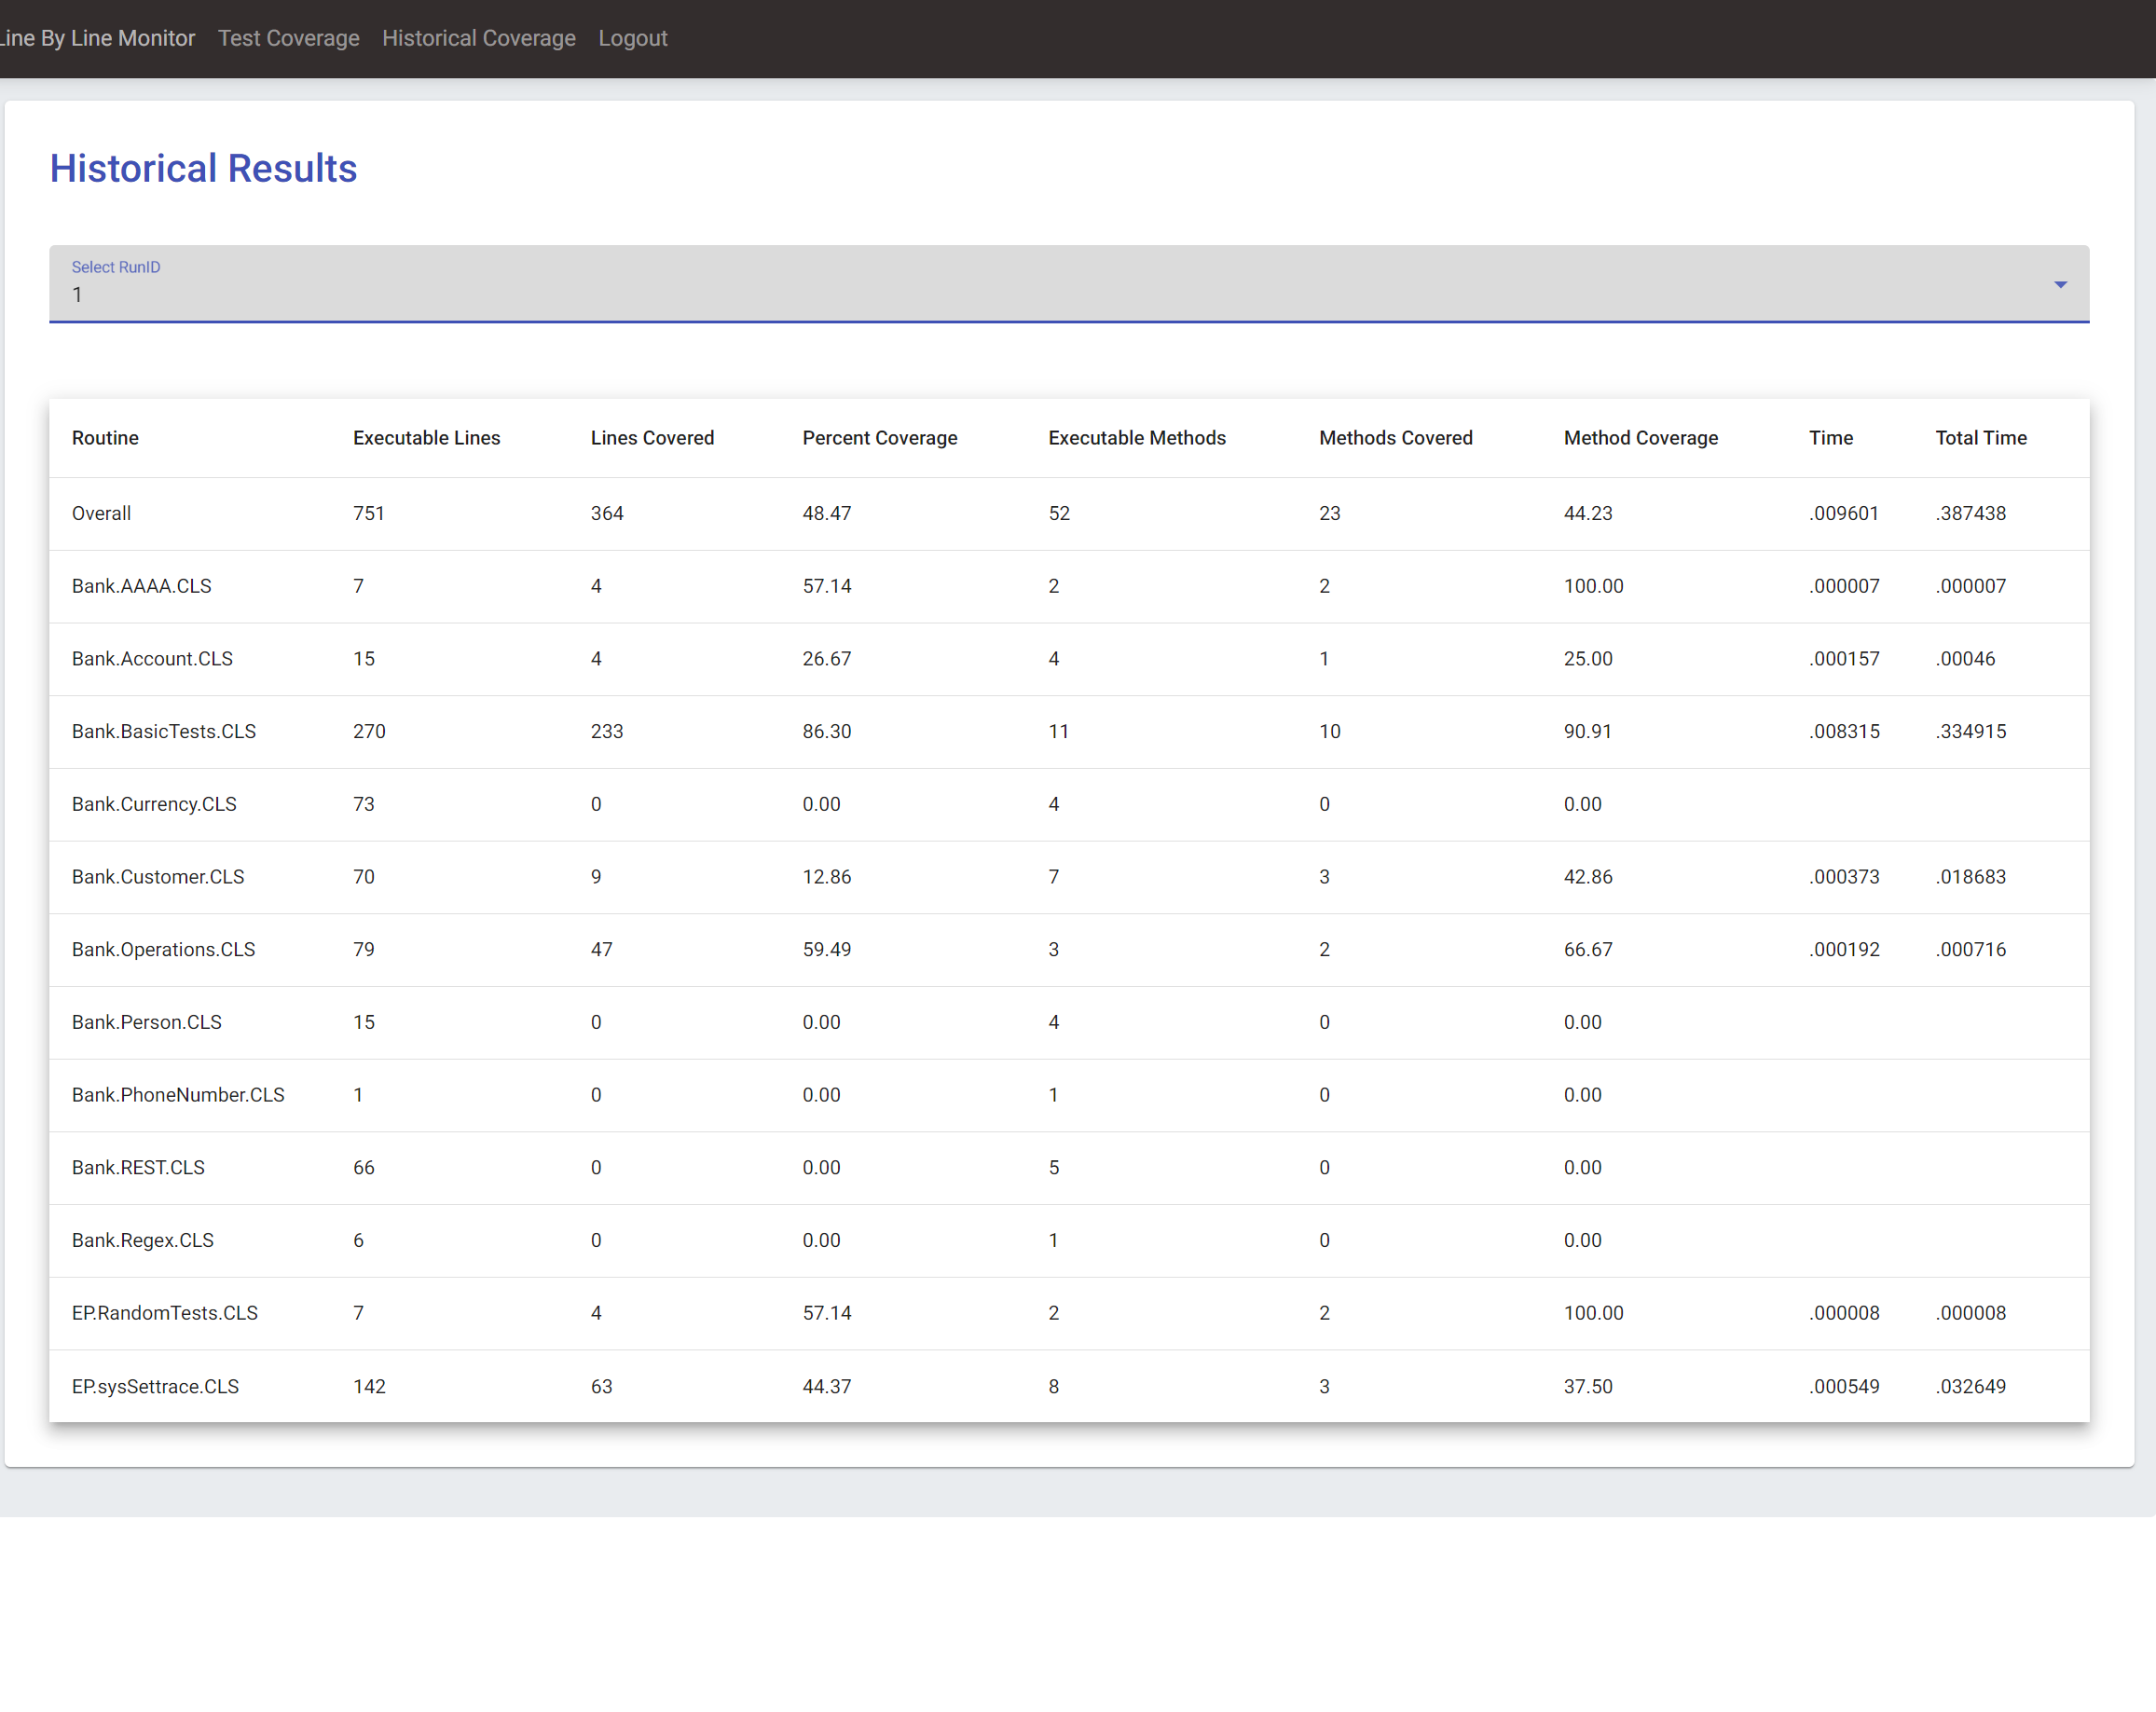 Line By Line Monitor Test Coverage Historical Coverage Logout
Historical Results
Select RunID
1
Routine Executable Lines Lines Covered Percent Coverage Executable Methods Methods Covered Method Coverage Time Total Time
Overall 751 364 48.47 52 23 44.23 .009601 .387438
Bank.AAAA.CLS 7 4 57.14 2 2 100.00 .000007 .000007
Bank.Account.CLS 15 4 26.67 4 1 25.00 .000157 .00046
Bank.BasicTests.CLS 270 233 86.30 11 10 90.91 .008315 .334915
Bank.Currency.CLS 73 0 0.00 4 0 0.00
Bank.Customer.CLS 70 9 12.86 7 3 42.86 .000373 .018683
Bank.Operations.CLS 79 47 59.49 3 2 66.67 .000192 .000716
Bank.Person.CLS 15 0 0.00 4 0 0.00
Bank.PhoneNumber.CLS 1 0 0.00 1 0 0.00
Bank.REST.CLS 66 0 0.00 5 0 0.00
Bank.Regex.CLS 6 0 0.00 1 0 0.00
EP.RandomTests.CLS 7 4 57.14 2 2 100.00 .000008 .000008
EP.sysSettrace.CLS 142 63 44.37 8 3 37.50 .000549 .032649